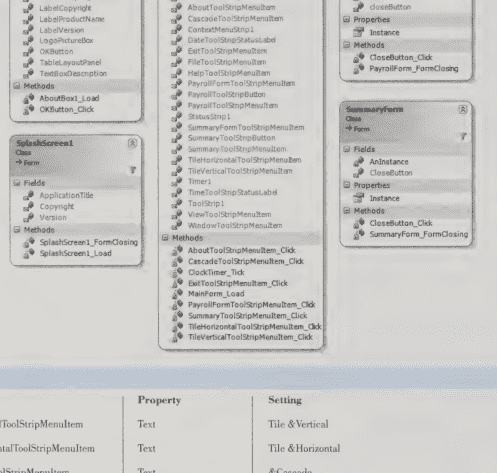 LabelCopyright
LabelProductName
LabelVersion
LogoPictureBox
OKButton
TableLayoutPanel
TextBoxDescription
Methods
AboutBox1_Load
OKButton_Click
SplashScreen1
Class
→ Form
Fields
ApplicationTitle
Copyright
Version
Methods
SplashScreen1_FormClosing
SplashScreen1_Load
AboutToolStripMenuItem
CascadeToolStripMenuItem
ContextMenuStrip1
DateToolStripStatusLabel
ExitToolStripMenuItem
FileToolStripMenuItem
HelpToolStripMenuItem
PayrollFormToolStripMenuItem
PayrollToolStripButton
PayrollToolStripMenuItem
StatusStrip1
SummaryFormToolStripMenuItem
SummaryToolStripButton
SummaryToolStripMenuItem
TileHorizontalToolStripMenuItem
TileVerticalToolStripMenuItem
Timer1
TimeToolStripStatusLabel
ToolStrip1
ViewToolStripMenuItem
WindowToolStripMenuItem
Methods
AboutToolStripMenuItem_Click
CascadeToolStripMenuItem_Click
ClockTimer_Tick
ExitToolStripMenuItem_Click
MainForm_Load
PayrollFormToolStripMenuItem_Click
SummaryToolStripMenuItem_Click
TileHorizontalToolStripMenuItem_Click
TileVerticalToolStripMenuItem_Click
closeButton
Properties
Instance
Methods
CloseButton_Click
PayrollForm_FormClosing
SummaryForm
Class
→ Form
Fields
AnInstance
CloseButton
Properties
Instance
Methods
CloseButton_Click
SummaryForm_FormClosing
Property Setting
lToolStripMenuItem Text Tile &Vertical
ntalToolStripMenuItem Text Tile &Horizontal
Text &Cascade